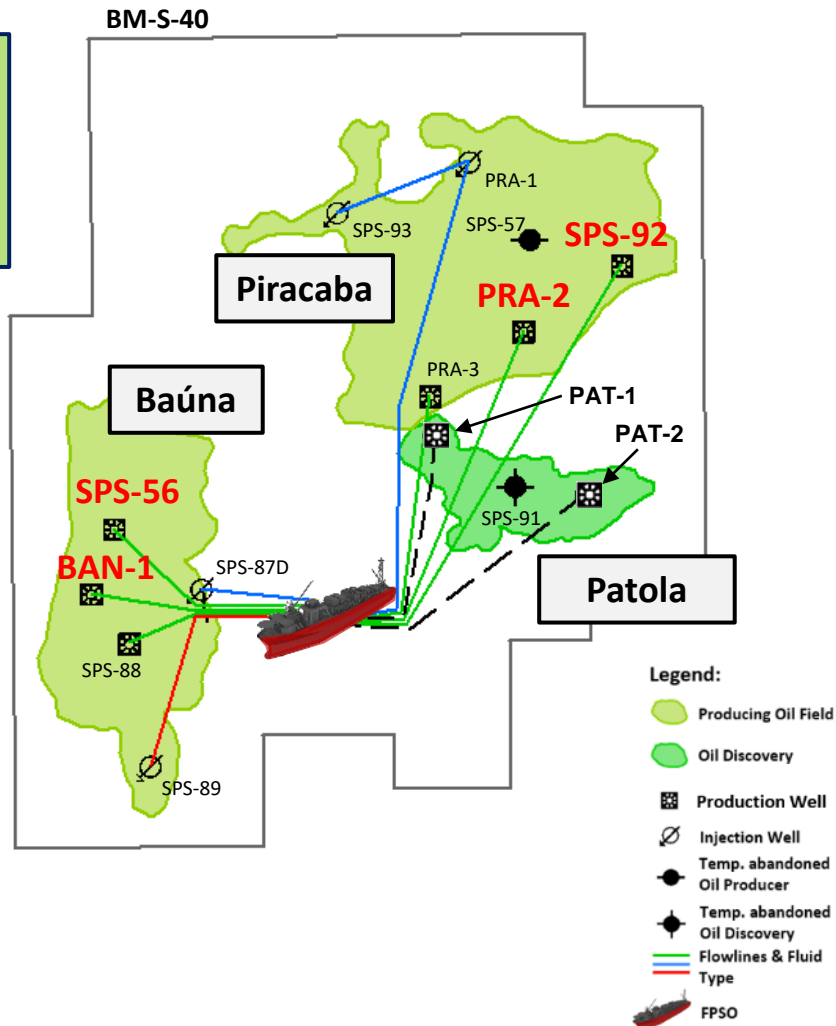 BM-S-40
PRA-1
SPS-93
SPS-57
SPS-92
Piracaba
PRA-2
PRA-3
PAT-1
Baúna
PAT-2
SPS-56
SPS-91
BAN-1
SPS-87D
Patola
SPS-88
SPS-89
Legend:
Producing Oil Field
Oil Discovery
Production Well
Injection Well
Temp. abandoned
Oil Producer
Temp. abandoned
Oil Discovery
Flowlines & Fluid
Type
FPSO